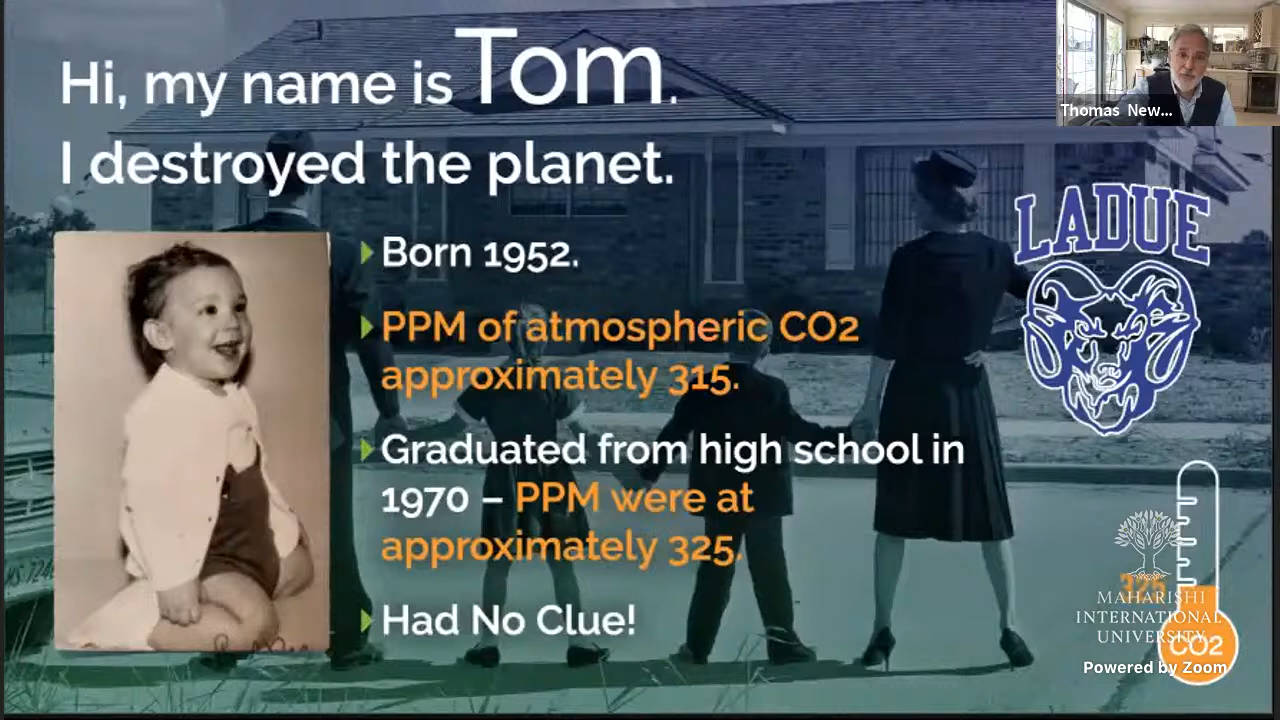 Hi, my name is Tom.
I destroyed the planet.
Thomas New...
LADUE
Born 1952.
PPM of atmospheric CO2
approximately 315.
Graduated from high school in
1970 – PPM were at
approximately 325.
Had No Clue!
325
MAHARISHI
INTERNATIONAL
UNIVERSITY
CO2
Powered by Zoom